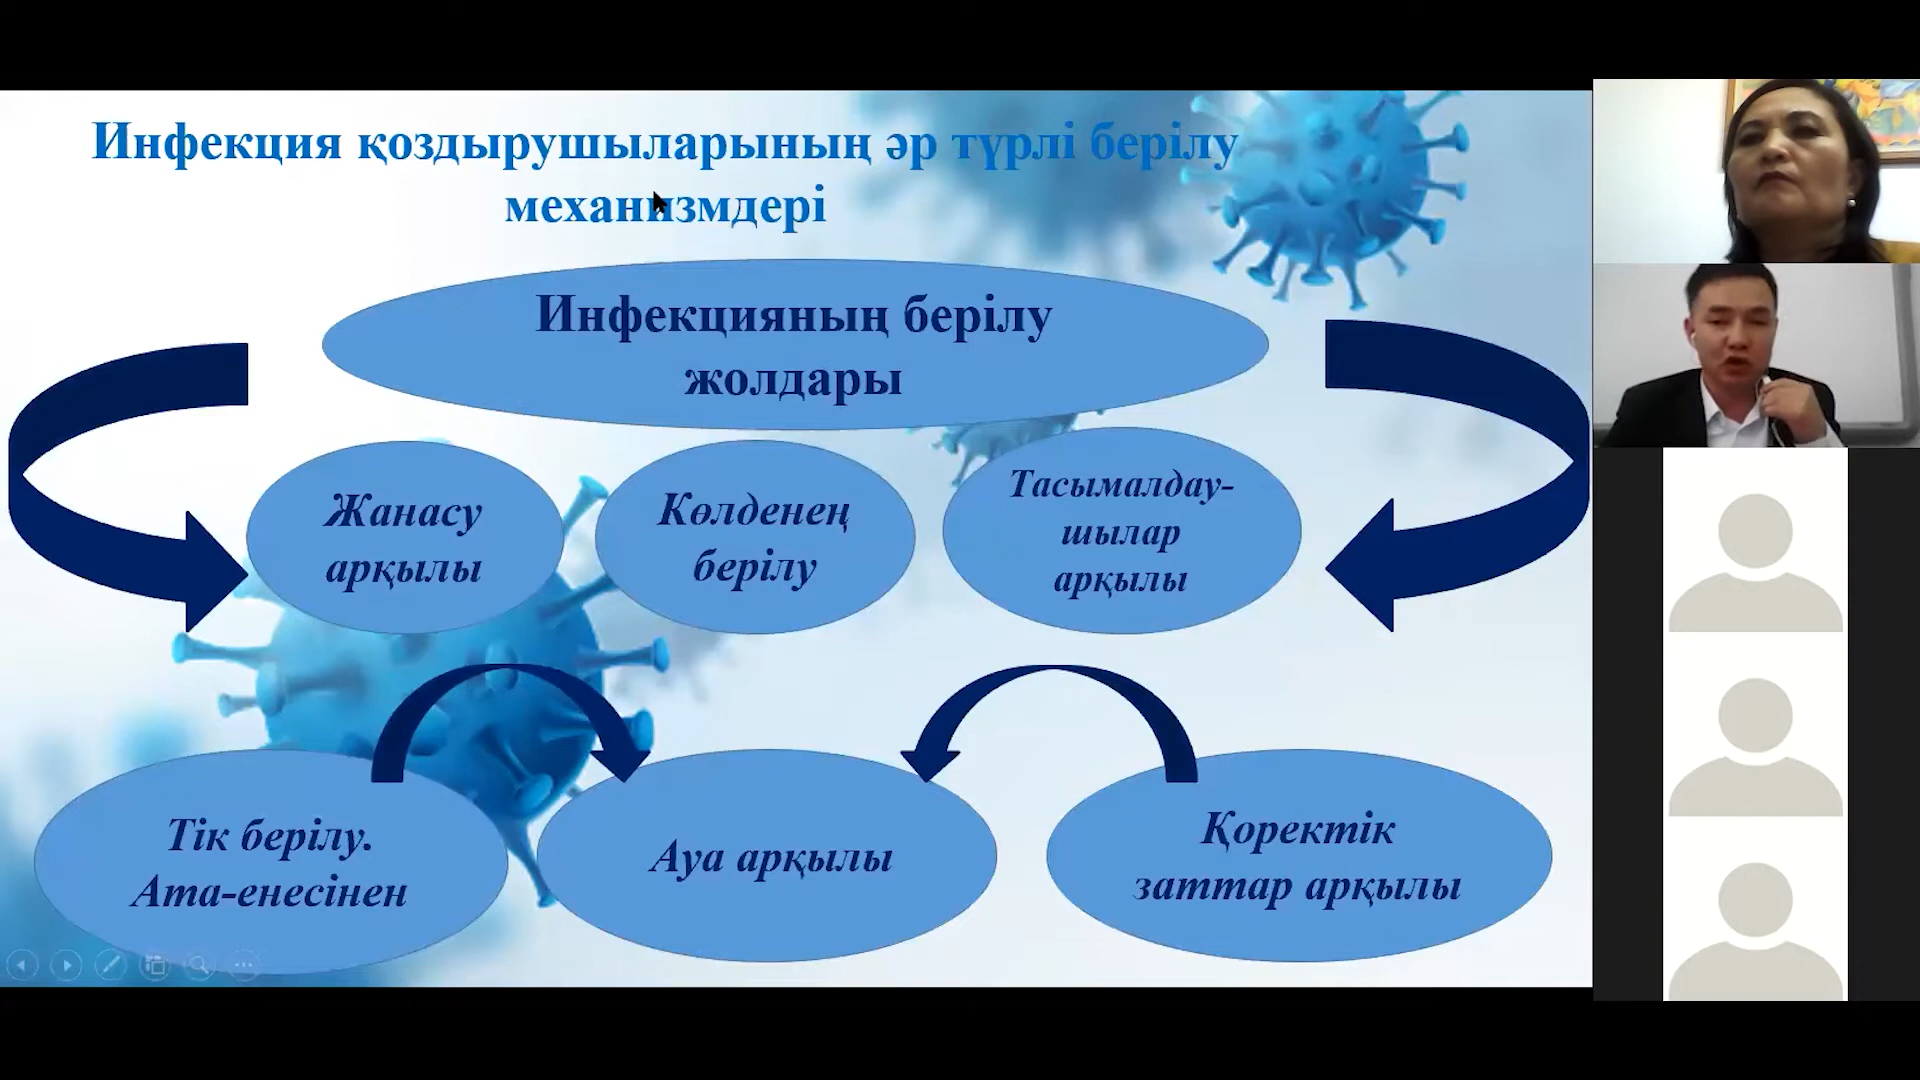 Инфекция қоздырушыларының әр түрлі берілу
механизмдері
Инфекцияның берілу
жолдары
Жанасу
арқылы
Көлденең
берілу
Тасымалдау-
шылар
арқылы
Тік берілу.
Ата-енесінен
Ауа арқылы
Қоректік
заттар арқылы